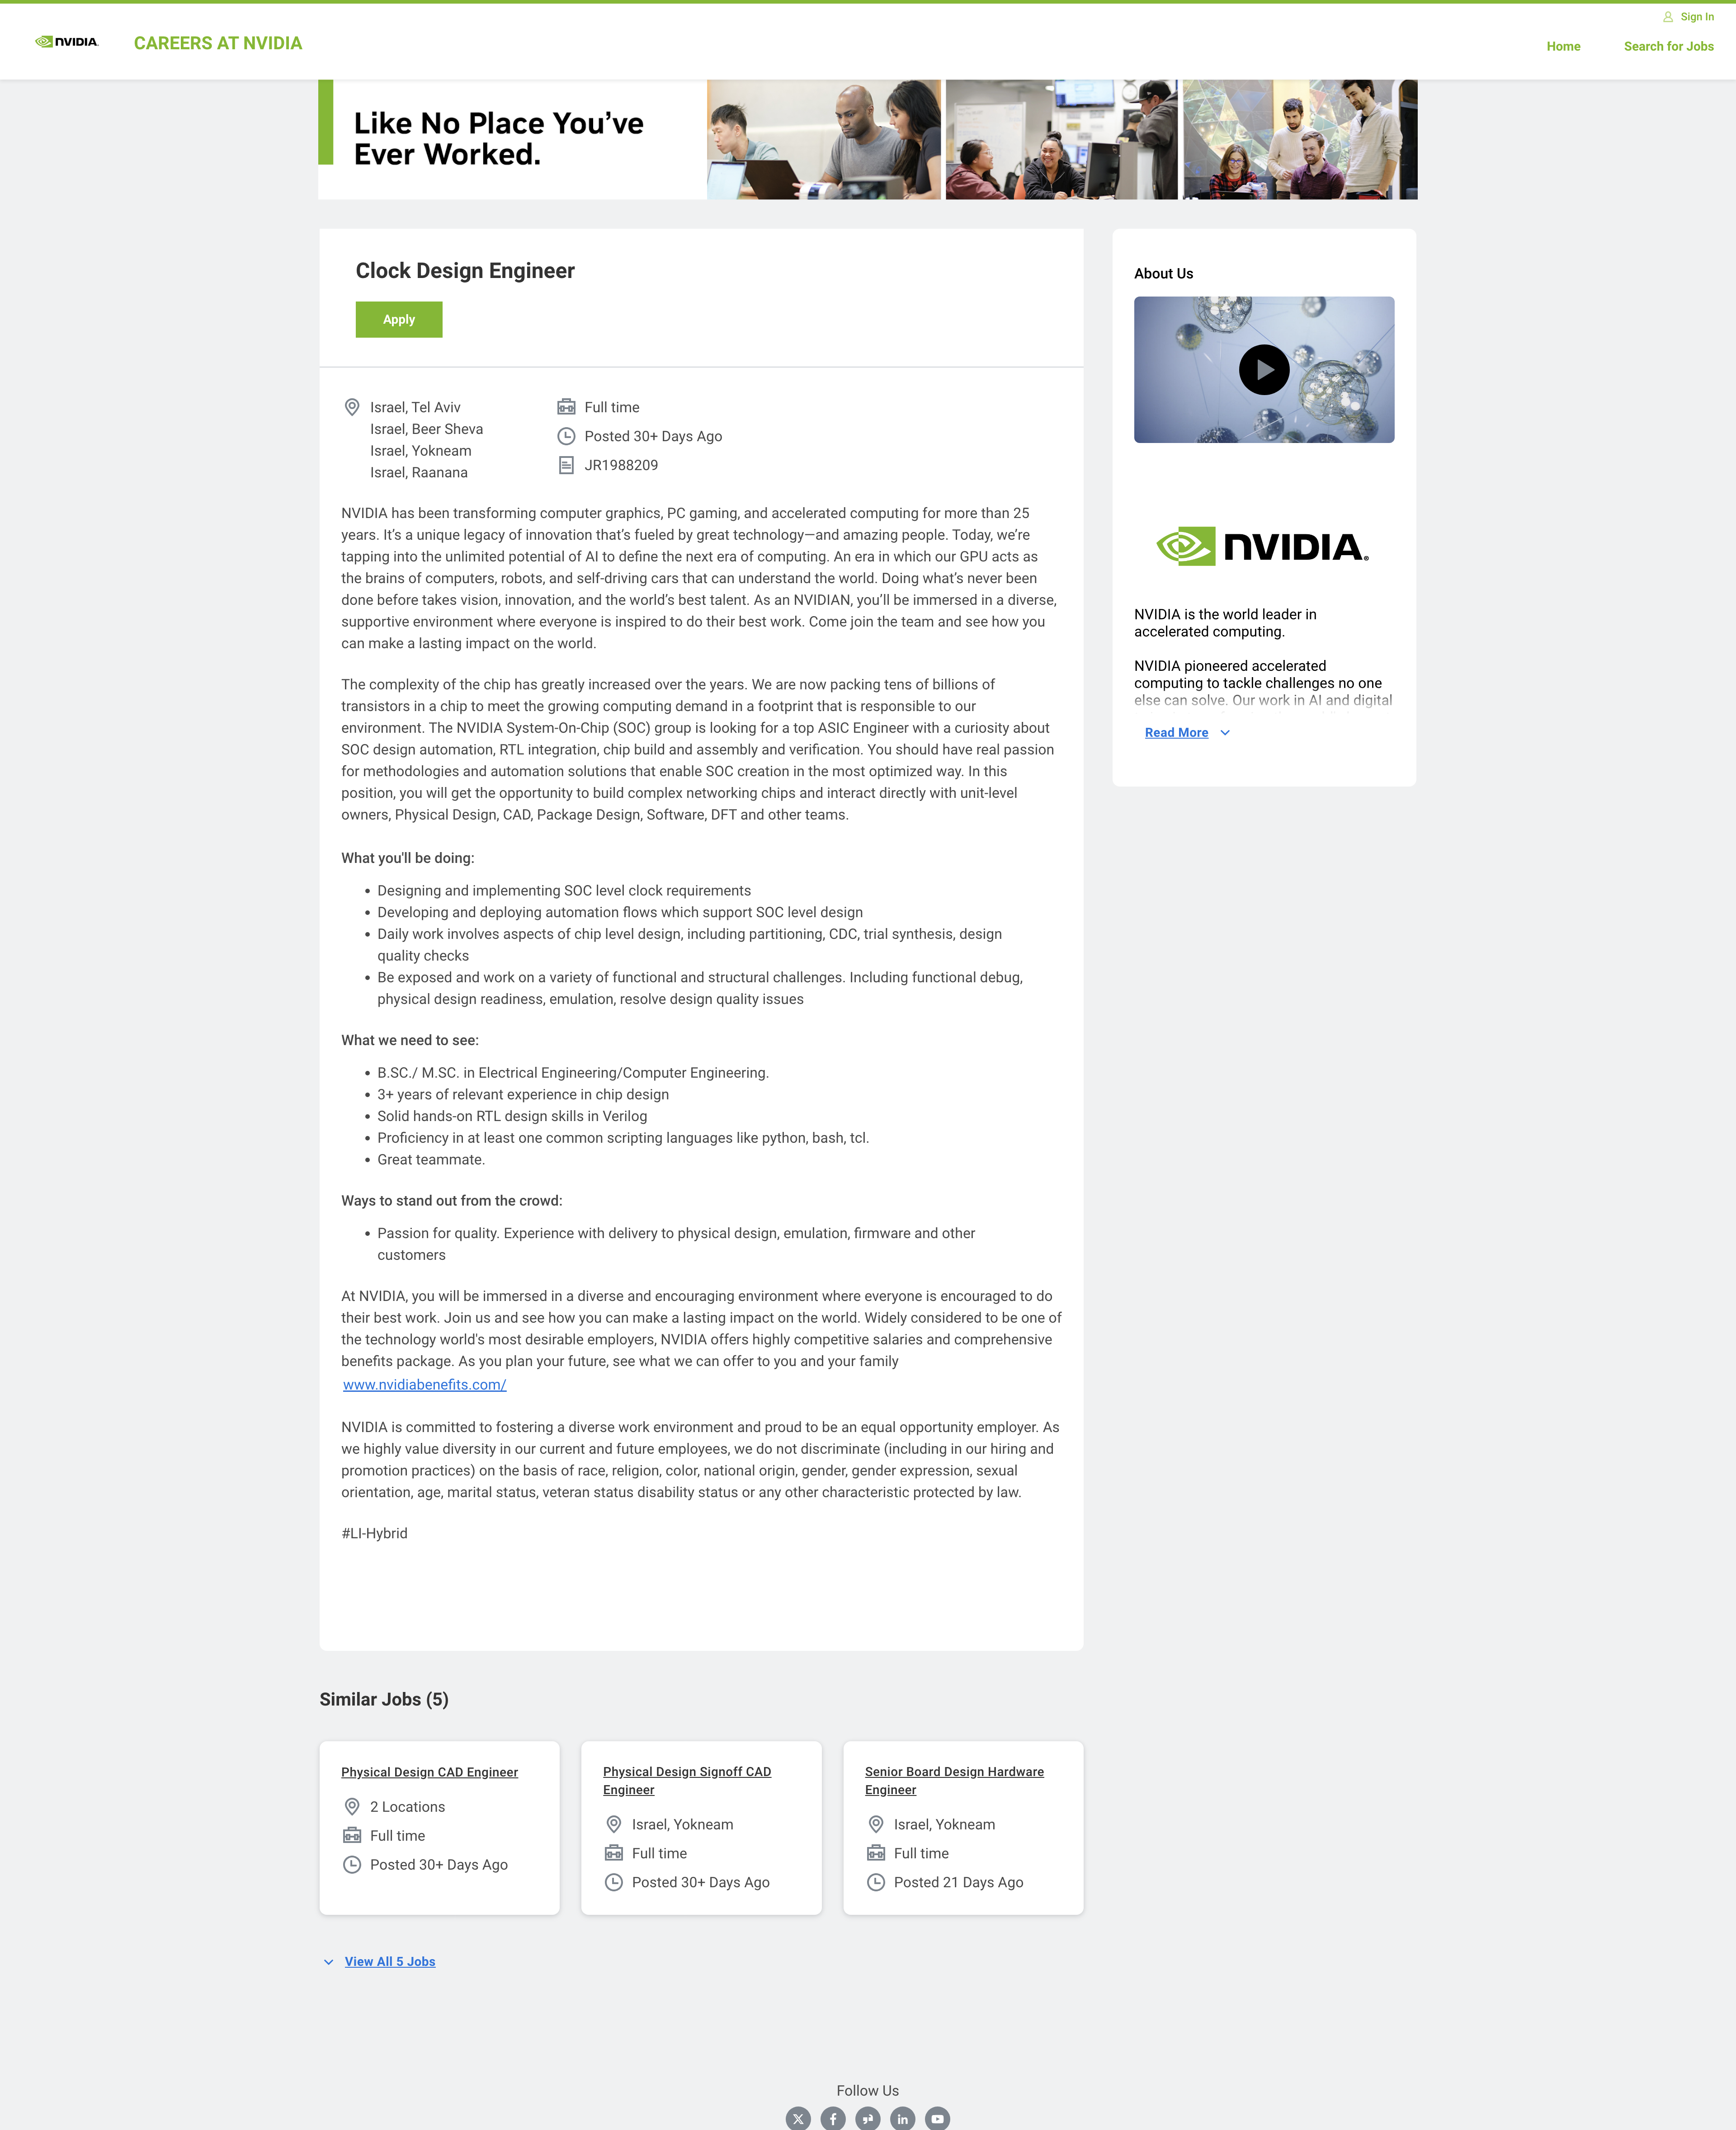 Sign In
NVIDIA.
CAREERS AT NVIDIA
Home
Search for Jobs
Like No Place You’ve
Ever Worked.
Clock Design Engineer
Apply
Israel, Tel Aviv
Israel, Beer Sheva
Israel, Yokneam
Israel, Raanana
Full time
Posted 30+ Days Ago
JR1988209
NVIDIA has been transforming computer graphics, PC gaming, and accelerated computing for more than 25
years. It’s a unique legacy of innovation that’s fueled by great technology—and amazing people. Today, we’re
tapping into the unlimited potential of AI to define the next era of computing. An era in which our GPU acts as
the brains of computers, robots, and self-driving cars that can understand the world. Doing what’s never been
done before takes vision, innovation, and the world’s best talent. As an NVIDIAN, you’ll be immersed in a diverse,
supportive environment where everyone is inspired to do their best work. Come join the team and see how you
can make a lasting impact on the world.
The complexity of the chip has greatly increased over the years. We are now packing tens of billions of
transistors in a chip to meet the growing computing demand in a footprint that is responsible to our
environment. The NVIDIA System-On-Chip (SOC) group is looking for a top ASIC Engineer with a curiosity about
SOC design automation, RTL integration, chip build and assembly and verification. You should have real passion
for methodologies and automation solutions that enable SOC creation in the most optimized way. In this
position, you will get the opportunity to build complex networking chips and interact directly with unit-level
owners, Physical Design, CAD, Package Design, Software, DFT and other teams.
What you'll be doing:
• Designing and implementing SOC level clock requirements
• Developing and deploying automation flows which support SOC level design
• Daily work involves aspects of chip level design, including partitioning, CDC, trial synthesis, design
quality checks
• Be exposed and work on a variety of functional and structural challenges. Including functional debug,
physical design readiness, emulation, resolve design quality issues
What we need to see:
• B.SC./ M.SC. in Electrical Engineering/Computer Engineering.
• 3+ years of relevant experience in chip design
• Solid hands-on RTL design skills in Verilog
• Proficiency in at least one common scripting languages like python, bash, tcl.
• Great teammate.
Ways to stand out from the crowd:
• Passion for quality. Experience with delivery to physical design, emulation, firmware and other
customers
At NVIDIA, you will be immersed in a diverse and encouraging environment where everyone is encouraged to do
their best work. Join us and see how you can make a lasting impact on the world. Widely considered to be one of
the technology world's most desirable employers, NVIDIA offers highly competitive salaries and comprehensive
benefits package. As you plan your future, see what we can offer to you and your family
www.nvidiabenefits.com/
NVIDIA is committed to fostering a diverse work environment and proud to be an equal opportunity employer. As
we highly value diversity in our current and future employees, we do not discriminate (including in our hiring and
promotion practices) on the basis of race, religion, color, national origin, gender, gender expression, sexual
orientation, age, marital status, veteran status disability status or any other characteristic protected by law.
#LI-Hybrid
About Us
NVIDIA.
NVIDIA is the world leader in
accelerated computing.
NVIDIA pioneered accelerated
computing to tackle challenges no one
else can solve. Our work in AI and digital
Read More
Similar Jobs (5)
Physical Design CAD Engineer
2 Locations
Full time
Posted 30+ Days Ago
Physical Design Signoff CAD
Engineer
Israel, Yokneam
Full time
Posted 30+ Days Ago
Senior Board Design Hardware
Engineer
Israel, Yokneam
Full time
Posted 21 Days Ago
View All 5 Jobs
Follow Us